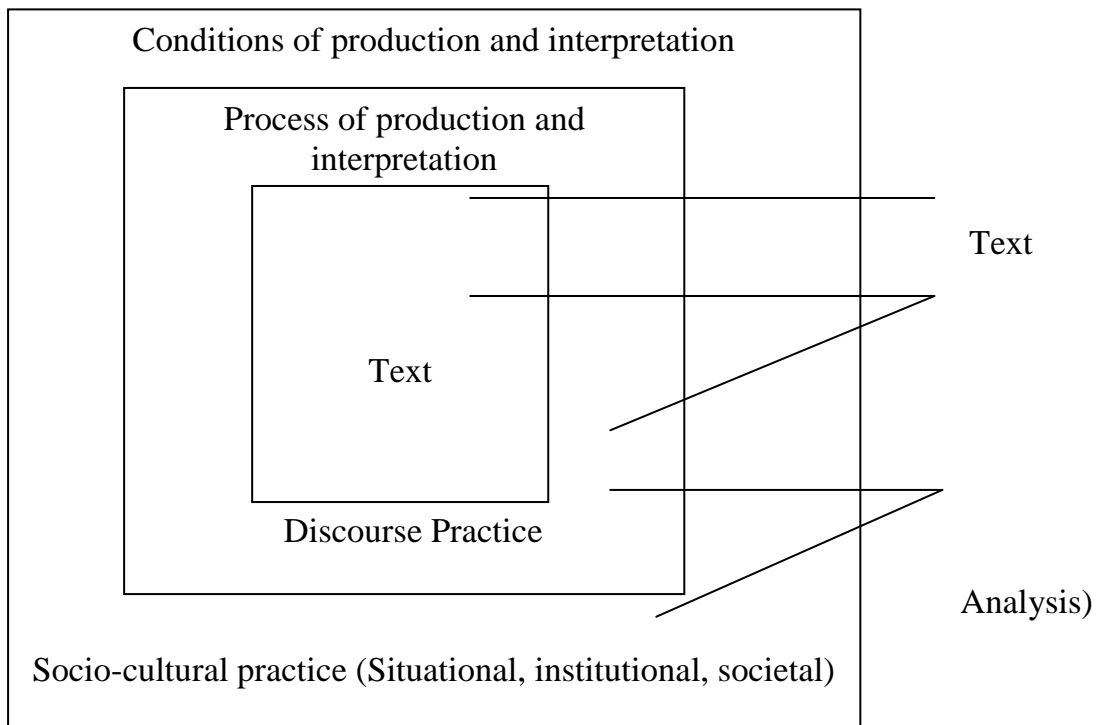 Conditions of production and interpretation
Process of production and
interpretation
Text
Text
Discourse Practice
Analysis)
Socio-cultural practice (Situational, institutional, societal)